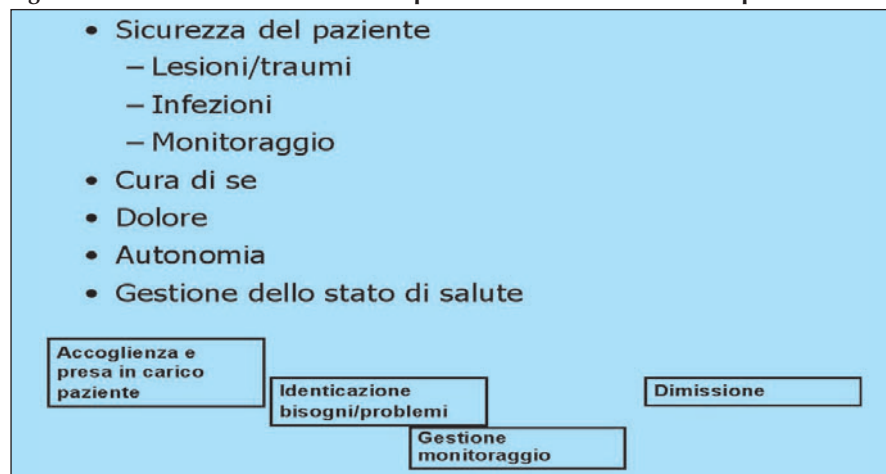 • Sicurezza del paziente
– Lesioni/traumi
– Infezioni
– Monitoraggio
• Cura di se
• Dolore
• Autonomia
• Gestione dello stato di salute
Accoglienza e
presa in carico
paziente
Identicazione
bisogni/problemi
Dimissione
Gestione
monitoraggio